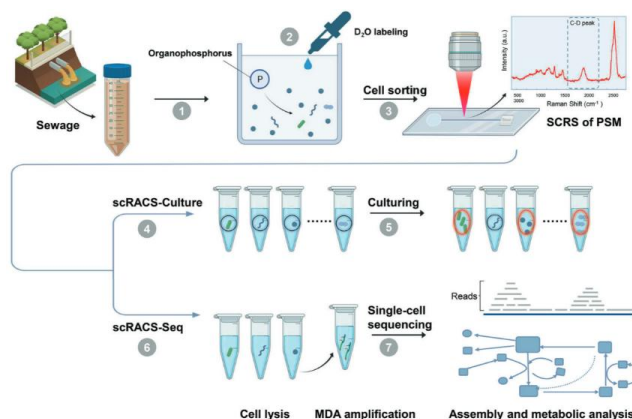 Sewage
1
Organophosphorus
P
2
D₂O labeling
Cell sorting
3
Intensity (a.u.)
C-D peak
2500
Raman Shift (cm⁻¹)
SCRS of PSM
scRACS-Culture
4
Culturing
5
scRACS-Seq
6
Single-cell
sequencing
7
Reads
Cell lysis
MDA amplification
Assembly and metabolic analysis